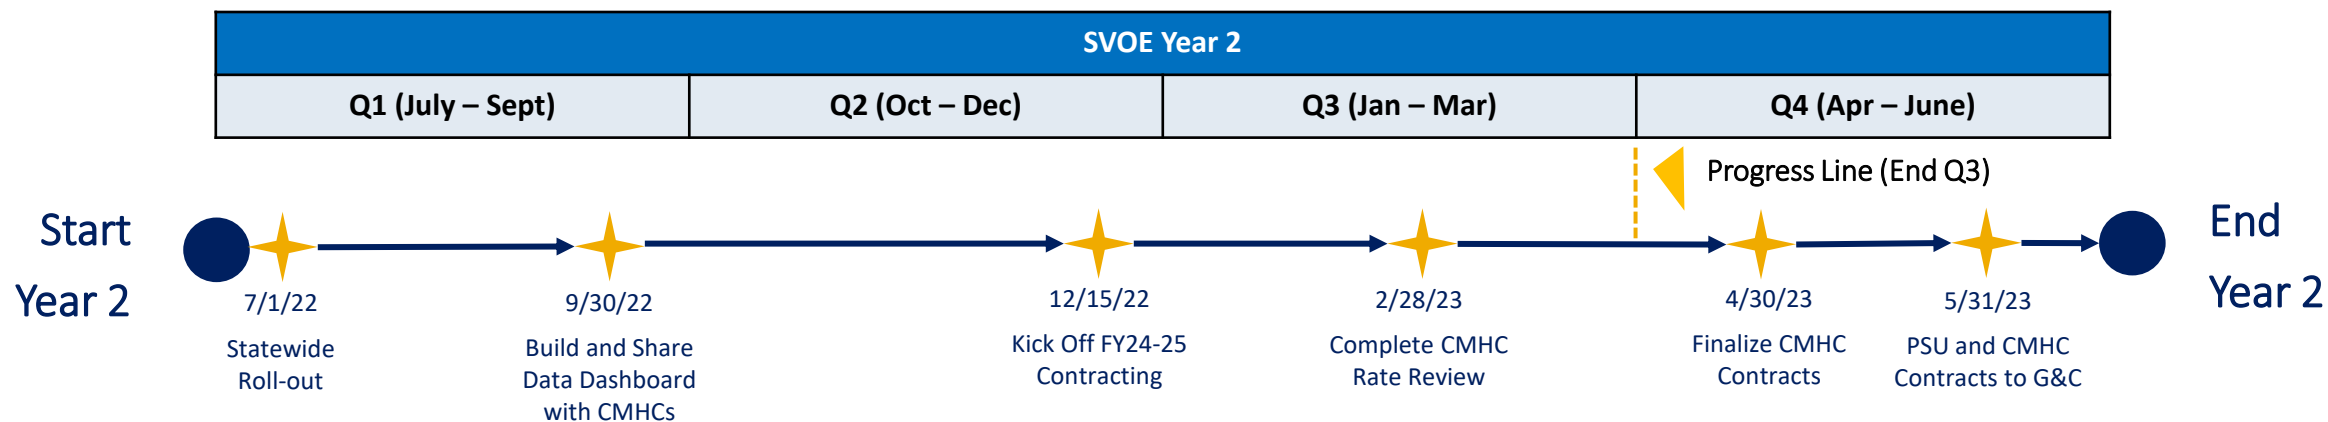 SVOE Year 2
Q1 (July – Sept)
Q2 (Oct – Dec)
Q3 (Jan – Mar)
Q4 (Apr – June)
Progress Line (End Q3)
Start
Year 2
7/1/22
Statewide
Roll-out
9/30/22
Build and Share
Data Dashboard
with CMHCs
12/15/22
Kick Off FY24-25
Contracting
2/28/23
Complete CMHC
Rate Review
4/30/23
Finalize CMHC
Contracts
5/31/23
PSU and CMHC
Contracts to G&C
End
Year 2